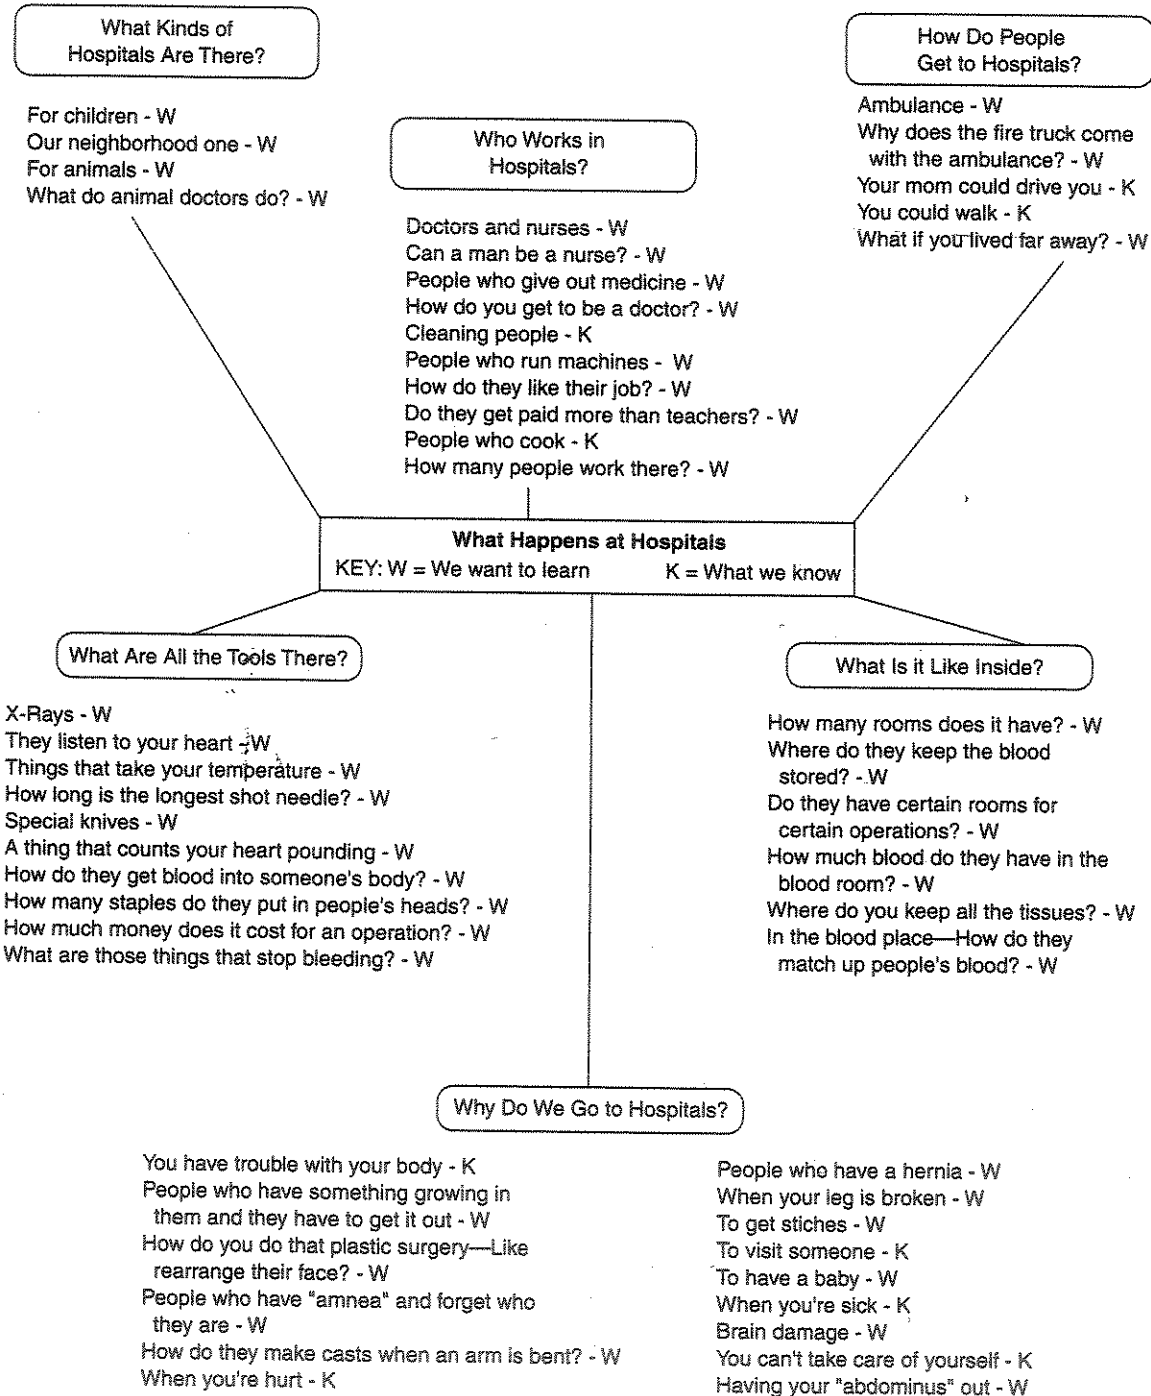 What Kinds of
Hospitals Are There?
For children - W
Our neighborhood one - W
For animals - W
What do animal doctors do? - W
Who Works in
Hospitals?
Doctors and nurses - W
Can a man be a nurse? - W
People who give out medicine - W
How do you get to be a doctor? - W
Cleaning people - K
People who run machines - W
How do they like their job? - W
Do they get paid more than teachers? - W
People who cook - K
How many people work there? - W
How Do People
Get to Hospitals?
Ambulance - W
Why does the fire truck come
with the ambulance? - W
Your mom could drive you - K
You could walk - K
What if you lived far away? - W
What Happens at Hospitals
KEY: W = We want to learn K = What we know
What Are All the Tools There?
X-Rays - W
They listen to your heart - W
Things that take your temperature - W
How long is the longest shot needle? - W
Special knives - W
A thing that counts your heart pounding - W
How do they get blood into someone's body? - W
How many staples do they put in people's heads? - W
How much money does it cost for an operation? - W
What are those things that stop bleeding? - W
What Is it Like Inside?
How many rooms does it have? - W
Where do they keep the blood
stored? - W
Do they have certain rooms for
certain operations? - W
How much blood do they have in the
blood room? - W
Where do you keep all the tissues? - W
In the blood place—How do they
match up people's blood? - W
Why Do We Go to Hospitals?
You have trouble with your body - K
People who have something growing in
them and they have to get it out - W
How do you do that plastic surgery—Like
rearrange their face? - W
People who have "amnea" and forget who
they are - W
How do they make casts when an arm is bent? - W
When you're hurt - K
People who have a hernia - W
When your leg is broken - W
To get stiches - W
To visit someone - K
To have a baby - W
When you're sick - K
Brain damage - W
You can't take care of yourself - K
Having your "abdominus" out - W